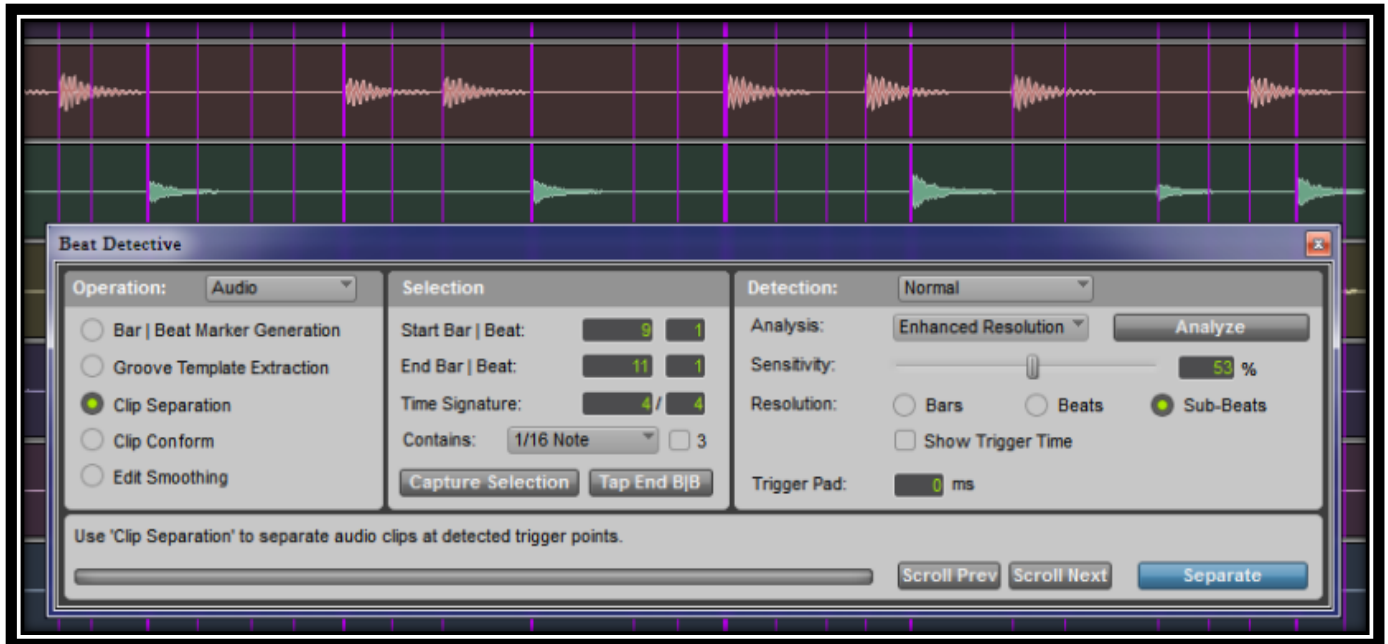 Beat Detective
Operation: Audio
Bar | Beat Marker Generation
Groove Template Extraction
Clip Separation
Clip Conform
Edit Smoothing
Selection
Start Bar | Beat: 9 1
End Bar | Beat: 11 1
Time Signature: 4 / 4
Contains: 1/16 Note 3
Capture Selection Tap End B|B
Detection: Normal
Analysis: Enhanced Resolution Analyze
Sensitivity: 53 %
Resolution: Bars Beats Sub-Beats
Show Trigger Time
Trigger Pad: 0 ms
Use 'Clip Separation' to separate audio clips at detected trigger points.
Scroll Prev Scroll Next Separate